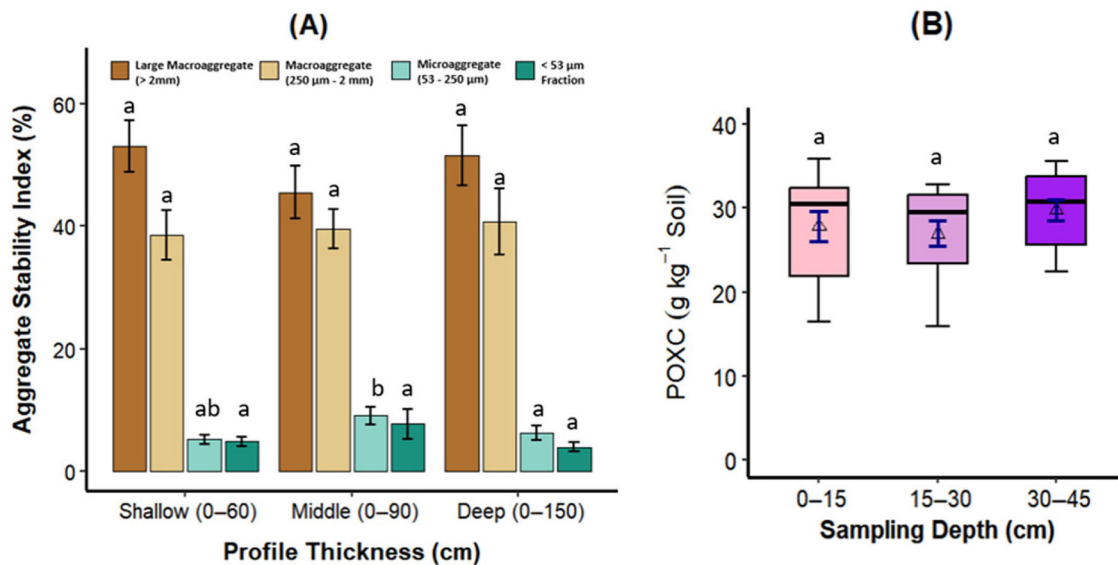 (A)
Large Macroaggregate
(> 2mm)
Macroaggregate
(250 µm - 2 mm)
Microaggregate
(53 - 250 µm)
< 53 µm
Fraction
Aggregate Stability Index (%)
60
40
20
0
a
a
ab
a
a
a
b
a
a
a
a
a
Shallow (0–60)
Middle (0–90)
Deep (0–150)
Profile Thickness (cm)
(B)
POXC (g kg⁻¹ Soil)
40
30
20
10
0
a
a
a
0–15
15–30
30–45
Sampling Depth (cm)